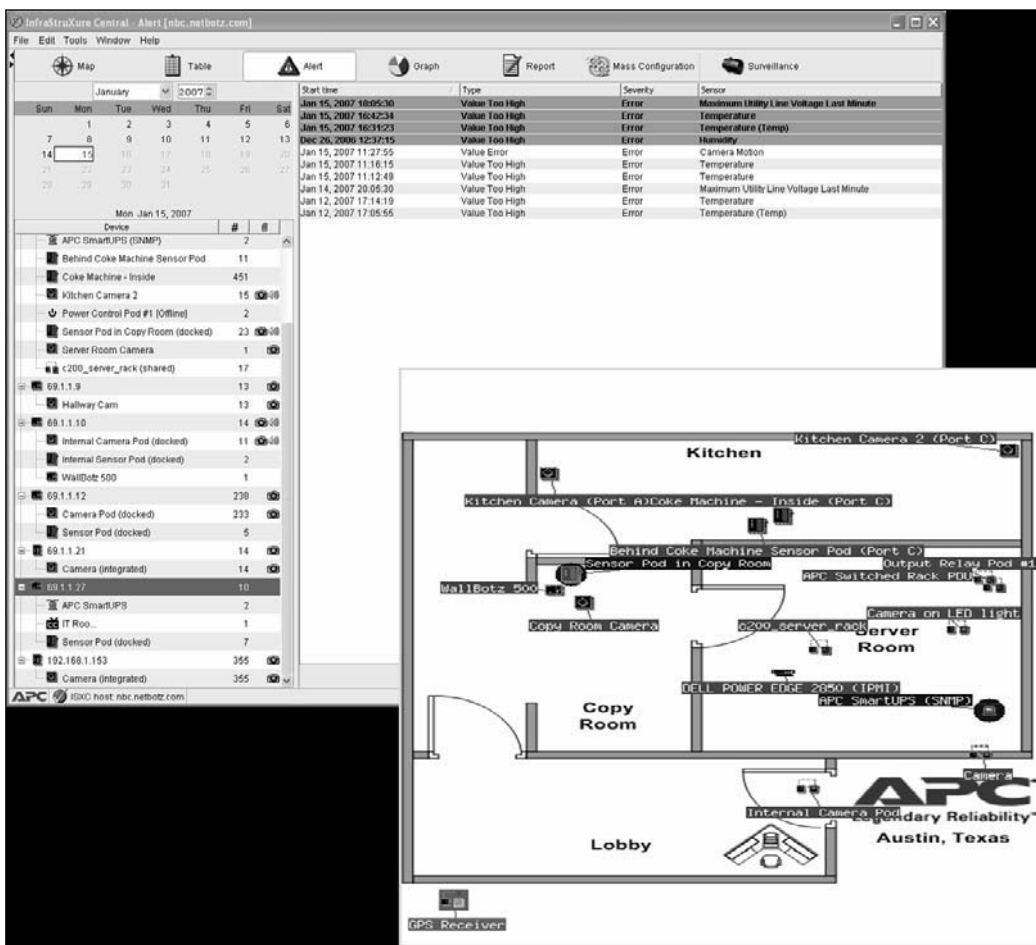 InfraStruXure Central - Alert [nbc.netbotz.com]
File Edit Tools Window Help
Map Table Alert Graph Report Mass Configuration Surveillance
January 2007
Sun Mon Tue Wed Thu Fri Sat
1 2 3 4 5 6
7 8 9 10 11 12 13
14 15 16 17 18 19 20
21 22 23 24 25 26 27
28 29 30 31
Mon Jan 15, 2007
Device #
APC SmartUPS (SNMP) 2
Behind Coke Machine Sensor Pod 11
Coke Machine - Inside 451
Kitchen Camera 2 15
Power Control Pod #1 [Offline] 2
Sensor Pod in Copy Room (docked) 23
Server Room Camera 1
c200_server_rack (shared) 17
69.1.1.9 13
Hallway Cam 13
69.1.1.10 14
Internal Camera Pod (docked) 11
Internal Sensor Pod (docked) 2
WallBotz 500 1
69.1.1.12 238
Camera Pod (docked) 233
Sensor Pod (docked) 5
69.1.1.21 14
Camera (integrated) 14
69.1.1.27 10
APC SmartUPS 2
IT Roo... 1
Sensor Pod (docked) 7
192.168.1.153 355
Camera (integrated) 355
APC ISXC host: nbc.netbotz.com
Start time / Type Severity Sensor
Jan 15, 2007 18:05:30 Value Too High Error Maximum Utility Line Voltage Last Minute
Jan 15, 2007 16:42:34 Value Too High Error Temperature
Jan 15, 2007 16:31:23 Value Too High Error Temperature (Temp)
Dec 26, 2006 12:37:15 Value Too High Error Humidity
Jan 15, 2007 11:27:55 Value Error Error Camera Motion
Jan 15, 2007 11:16:15 Value Too High Error Temperature
Jan 15, 2007 11:12:49 Value Too High Error Temperature
Jan 14, 2007 20:05:30 Value Too High Error Maximum Utility Line Voltage Last Minute
Jan 12, 2007 17:14:19 Value Too High Error Temperature
Jan 12, 2007 17:05:55 Value Too High Error Temperature (Temp)
Kitchen Camera 2 (Port C)
Kitchen
Kitchen Camera (Port A) Coke Machine - Inside (Port C)
Behind Coke Machine Sensor Pod (Port C)
Sensor Pod in Copy Room
Output Relay Pod #1
APC Switched Rack PDU
WallBotz 500
Copy Room Camera
Camera on LED light
c200_server_rack
Server
Room
DELL POWER EDGE 2850 (IPMI)
APC SmartUPS (SNMP)
Copy
Room
Camera
APC
Legendary Reliability™
Internal Camera Pod
Austin, Texas
Lobby
GPS Receiver